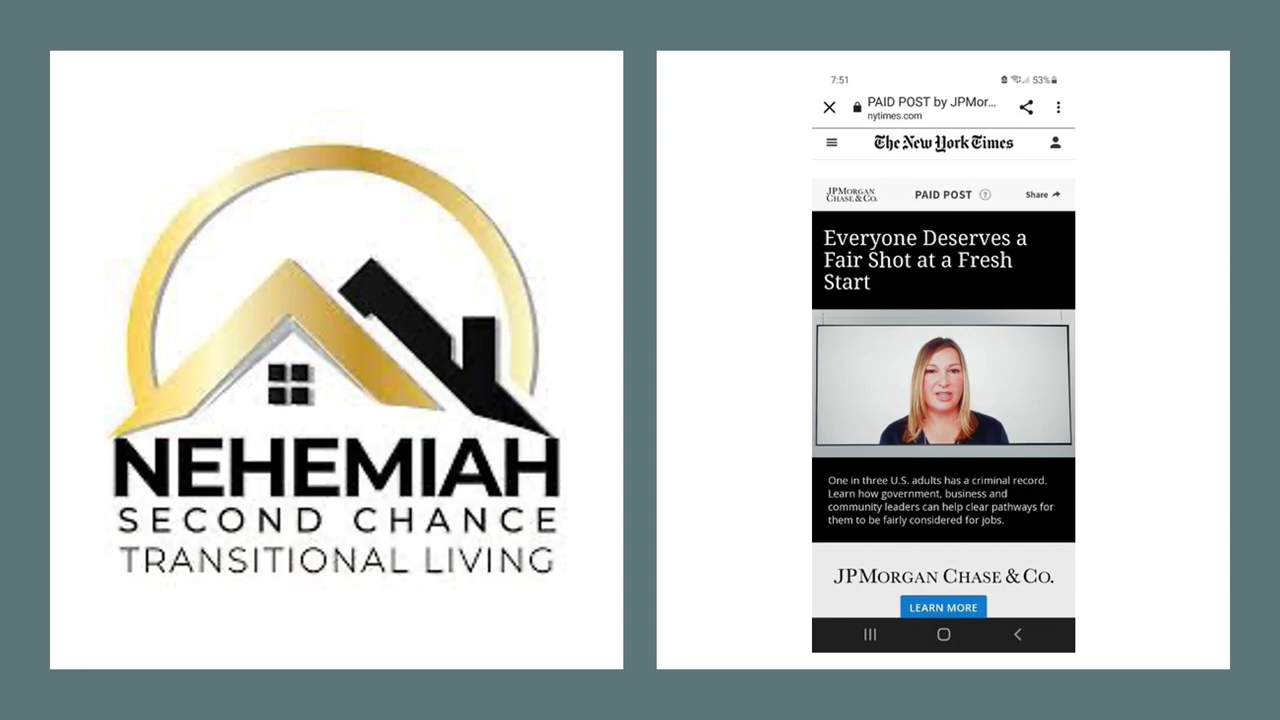 NEHEMIAH
SECOND CHANCE
TRANSITIONAL LIVING
7:51
53%
PAID POST by JPMor...
nytimes.com
The New York Times
JPMORGAN
CHASE & CO.
PAID POST ?
Share
Everyone Deserves a
Fair Shot at a Fresh
Start
One in three U.S. adults has a criminal record.
Learn how government, business and
community leaders can help clear pathways for
them to be fairly considered for jobs.
JPMORGAN CHASE & CO.
LEARN MORE